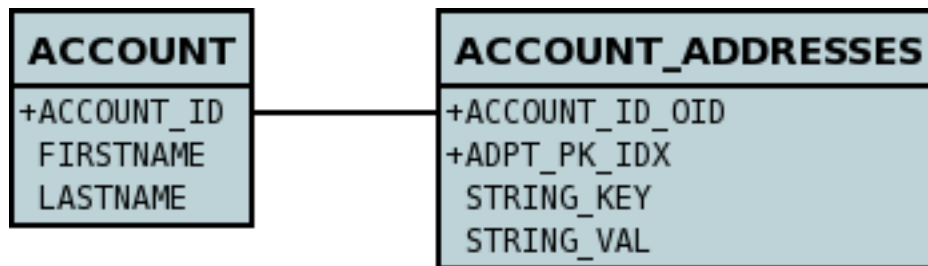 ACCOUNT
+ACCOUNT_ID
FIRSTNAME
LASTNAME
ACCOUNT_ADDRESSES
+ACCOUNT_ID_OID
+ADPT_PK_IDX
STRING_KEY
STRING_VAL